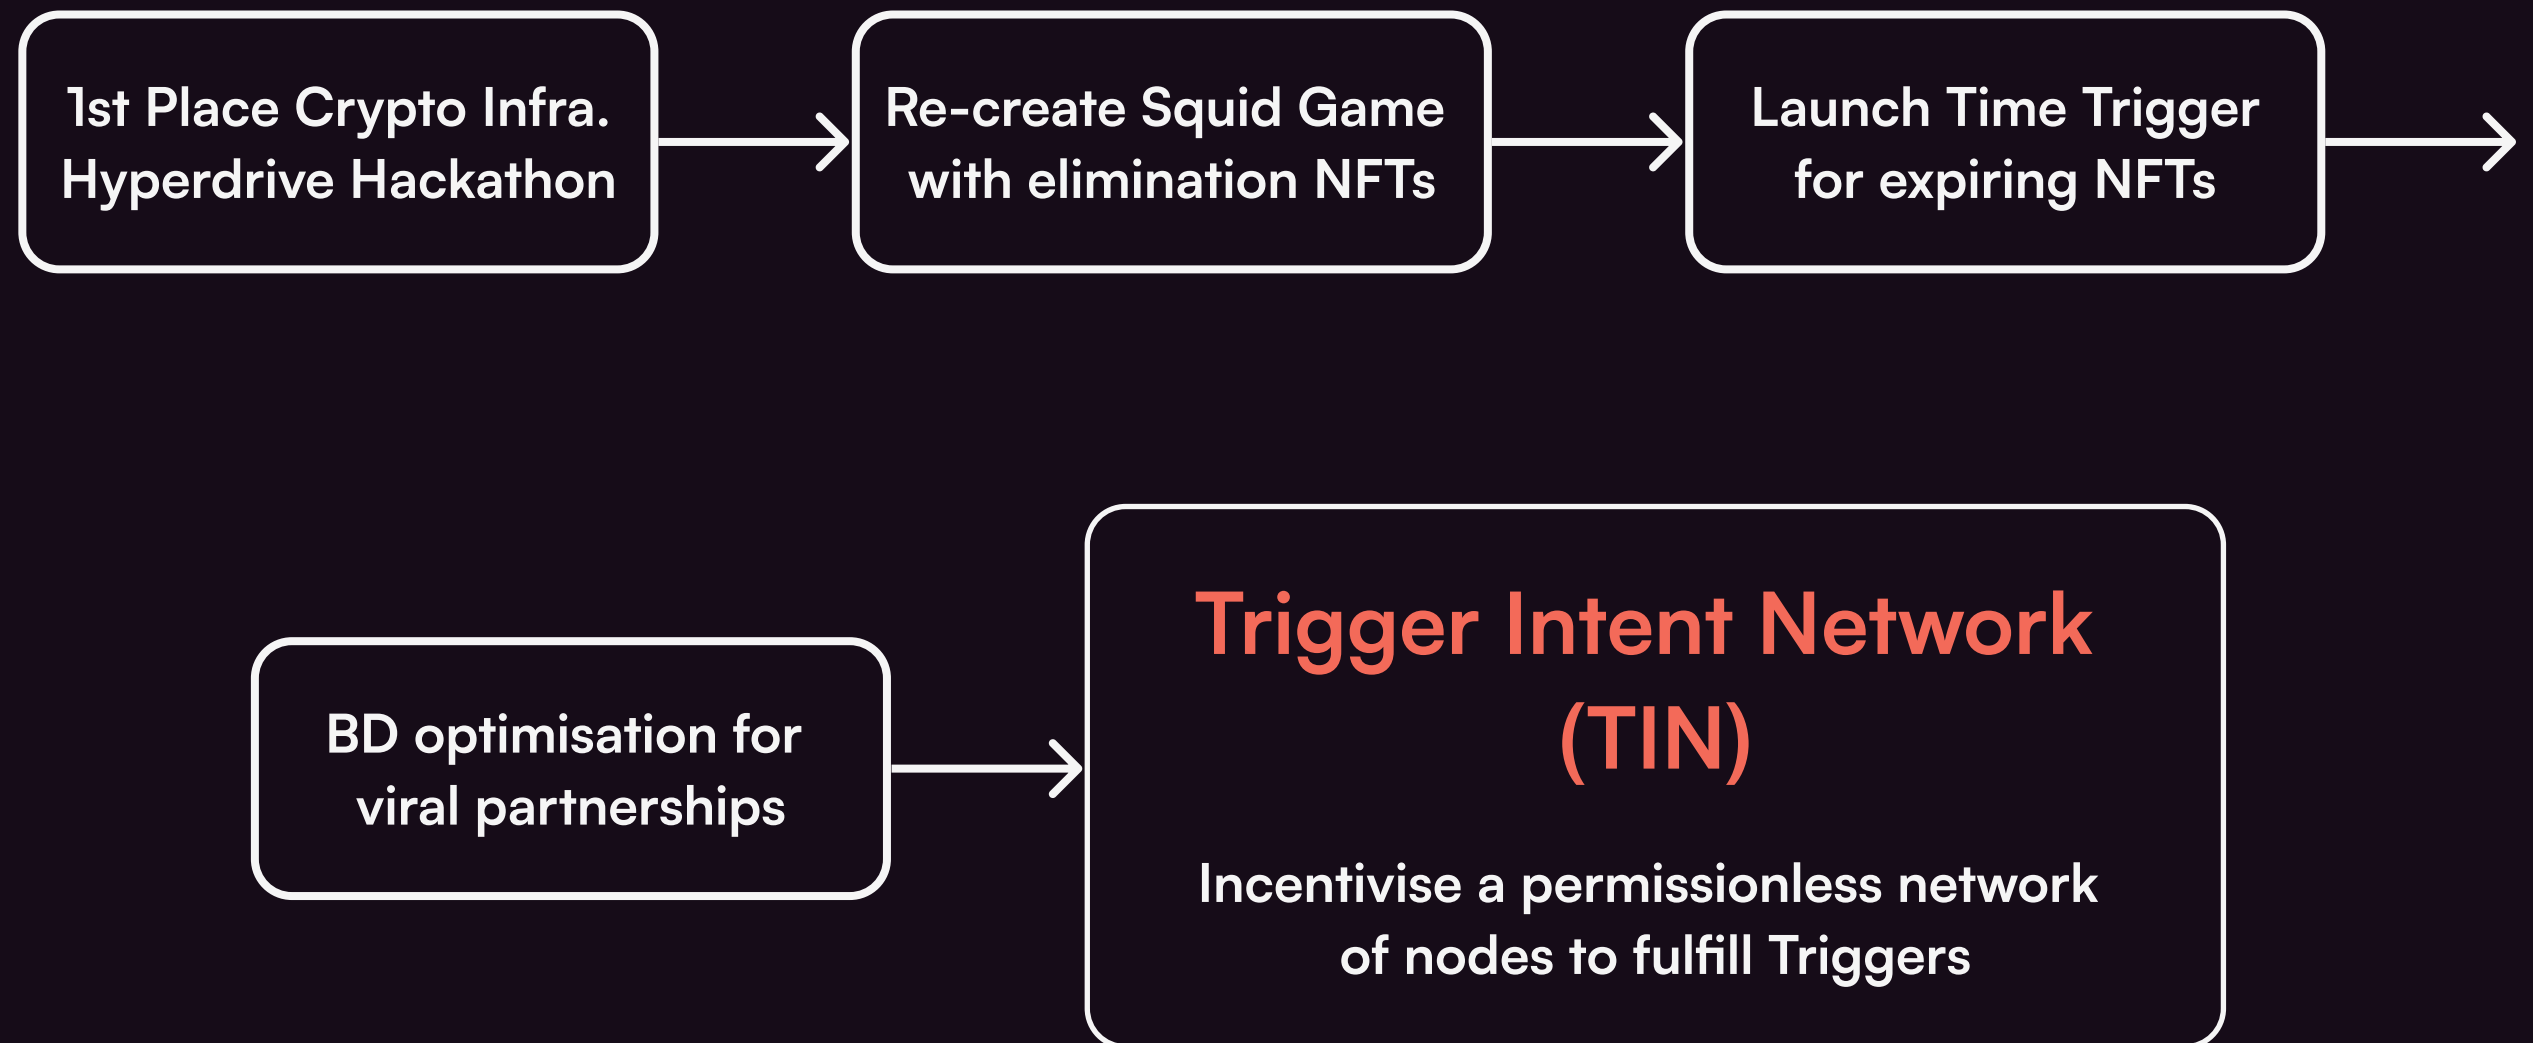 1st Place Crypto Infra.
Hyperdrive Hackathon
Re-create Squid Game
with elimination NFTs
Launch Time Trigger
for expiring NFTs
BD optimisation for
viral partnerships
Trigger Intent Network
(TIN)
Incentivise a permissionless network
of nodes to fulfill Triggers